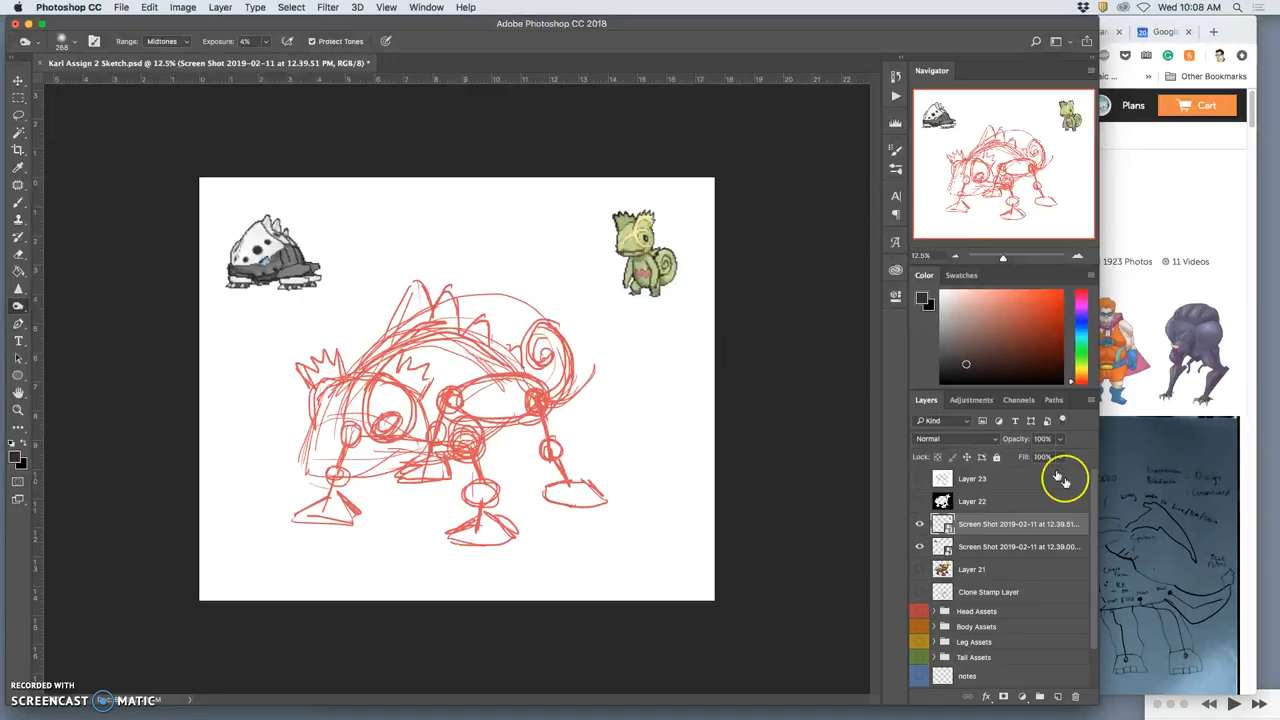 Photoshop CC File Edit Image Layer Type Select Filter 3D View Window Help Wed 10:08 AM
Adobe Photoshop CC 2018
268 Range: Midtones Exposure: 4% Protect Tones
Karl Assign 2 Sketch.psd @ 12.5% (Screen Shot 2019-02-11 at 12.39.51 PM, RGB/8) *
Navigator
12.5%
Color Swatches
Layers Adjustments Channels Paths
Kind
Normal Opacity: 100%
Lock: Fill: 100%
Layer 23
Layer 22
Screen Shot 2019-02-11 at 12.39.51...
Screen Shot 2019-02-11 at 12.39.00...
Layer 21
Clone Stamp Layer
Head Assets
Body Assets
Leg Assets
Tail Assets
notes
Other Bookmarks
Plans Cart
1923 Photos 11 Videos
RECORDED WITH
SCREENCAST MATIC